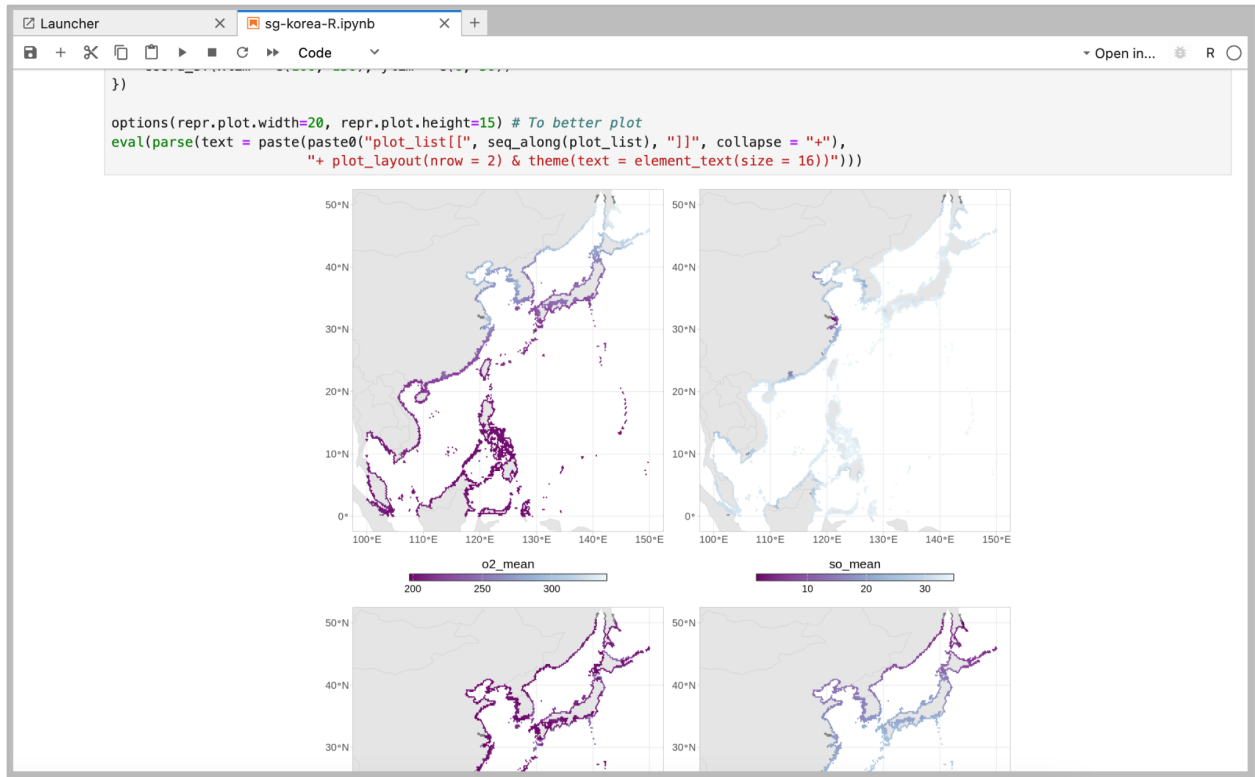 Launcher
sg-korea-R.ipynb
Code
Open in...
R
})
options(repr.plot.width=20, repr.plot.height=15) # To better plot
eval(parse(text = paste(paste0("plot_list[[", seq_along(plot_list), "]]", collapse = "+"),
"+ plot_layout(nrow = 2) & theme(text = element_text(size = 16))")))
50°N
40°N
30°N
20°N
10°N
0°
100°E 110°E 120°E 130°E 140°E 150°E
o2_mean
200 250 300
50°N
40°N
30°N
20°N
10°N
0°
100°E 110°E 120°E 130°E 140°E 150°E
so_mean
10 20 30
50°N
40°N
30°N
50°N
40°N
30°N